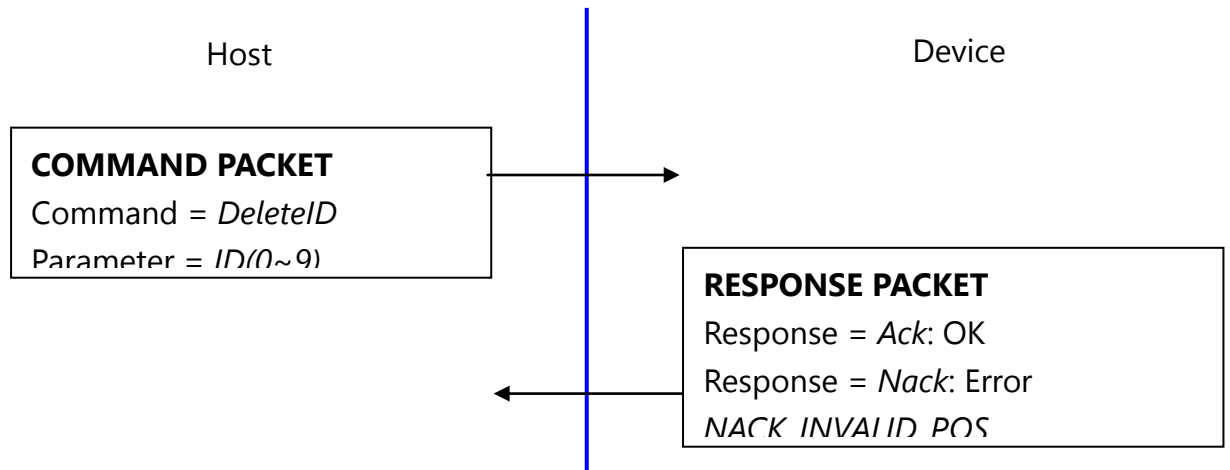 Host
Device
COMMAND PACKET
Command = DeleteID
Parameter = ID(0~9)
RESPONSE PACKET
Response = Ack: OK
Response = Nack: Error
NACK_INVALID_POS